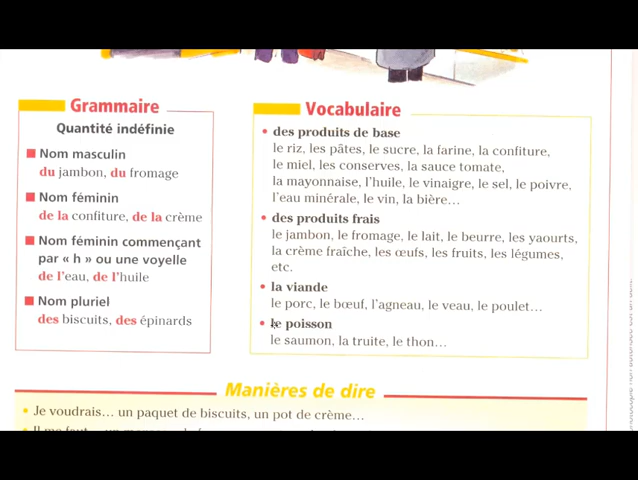 Grammaire
Quantité indéfinie
Nom masculin
du jambon, du fromage
Nom féminin
de la confiture, de la crème
Nom féminin commençant
par « h » ou une voyelle
de l'eau, de l'huile
Nom pluriel
des biscuits, des épinards
Vocabulaire
• des produits de base
le riz, les pâtes, le sucre, la farine, la confiture,
le miel, les conserves, la sauce tomate,
la mayonnaise, l'huile, le vinaigre, le sel, le poivre,
l'eau minérale, le vin, la bière...
• des produits frais
le jambon, le fromage, le lait, le beurre, les yaourts,
la crème fraîche, les œufs, les fruits, les légumes,
etc.
• la viande
le porc, le bœuf, l'agneau, le veau, le poulet...
• le poisson
le saumon, la truite, le thon...
Manières de dire
• Je voudrais... un paquet de biscuits, un pot de crème...